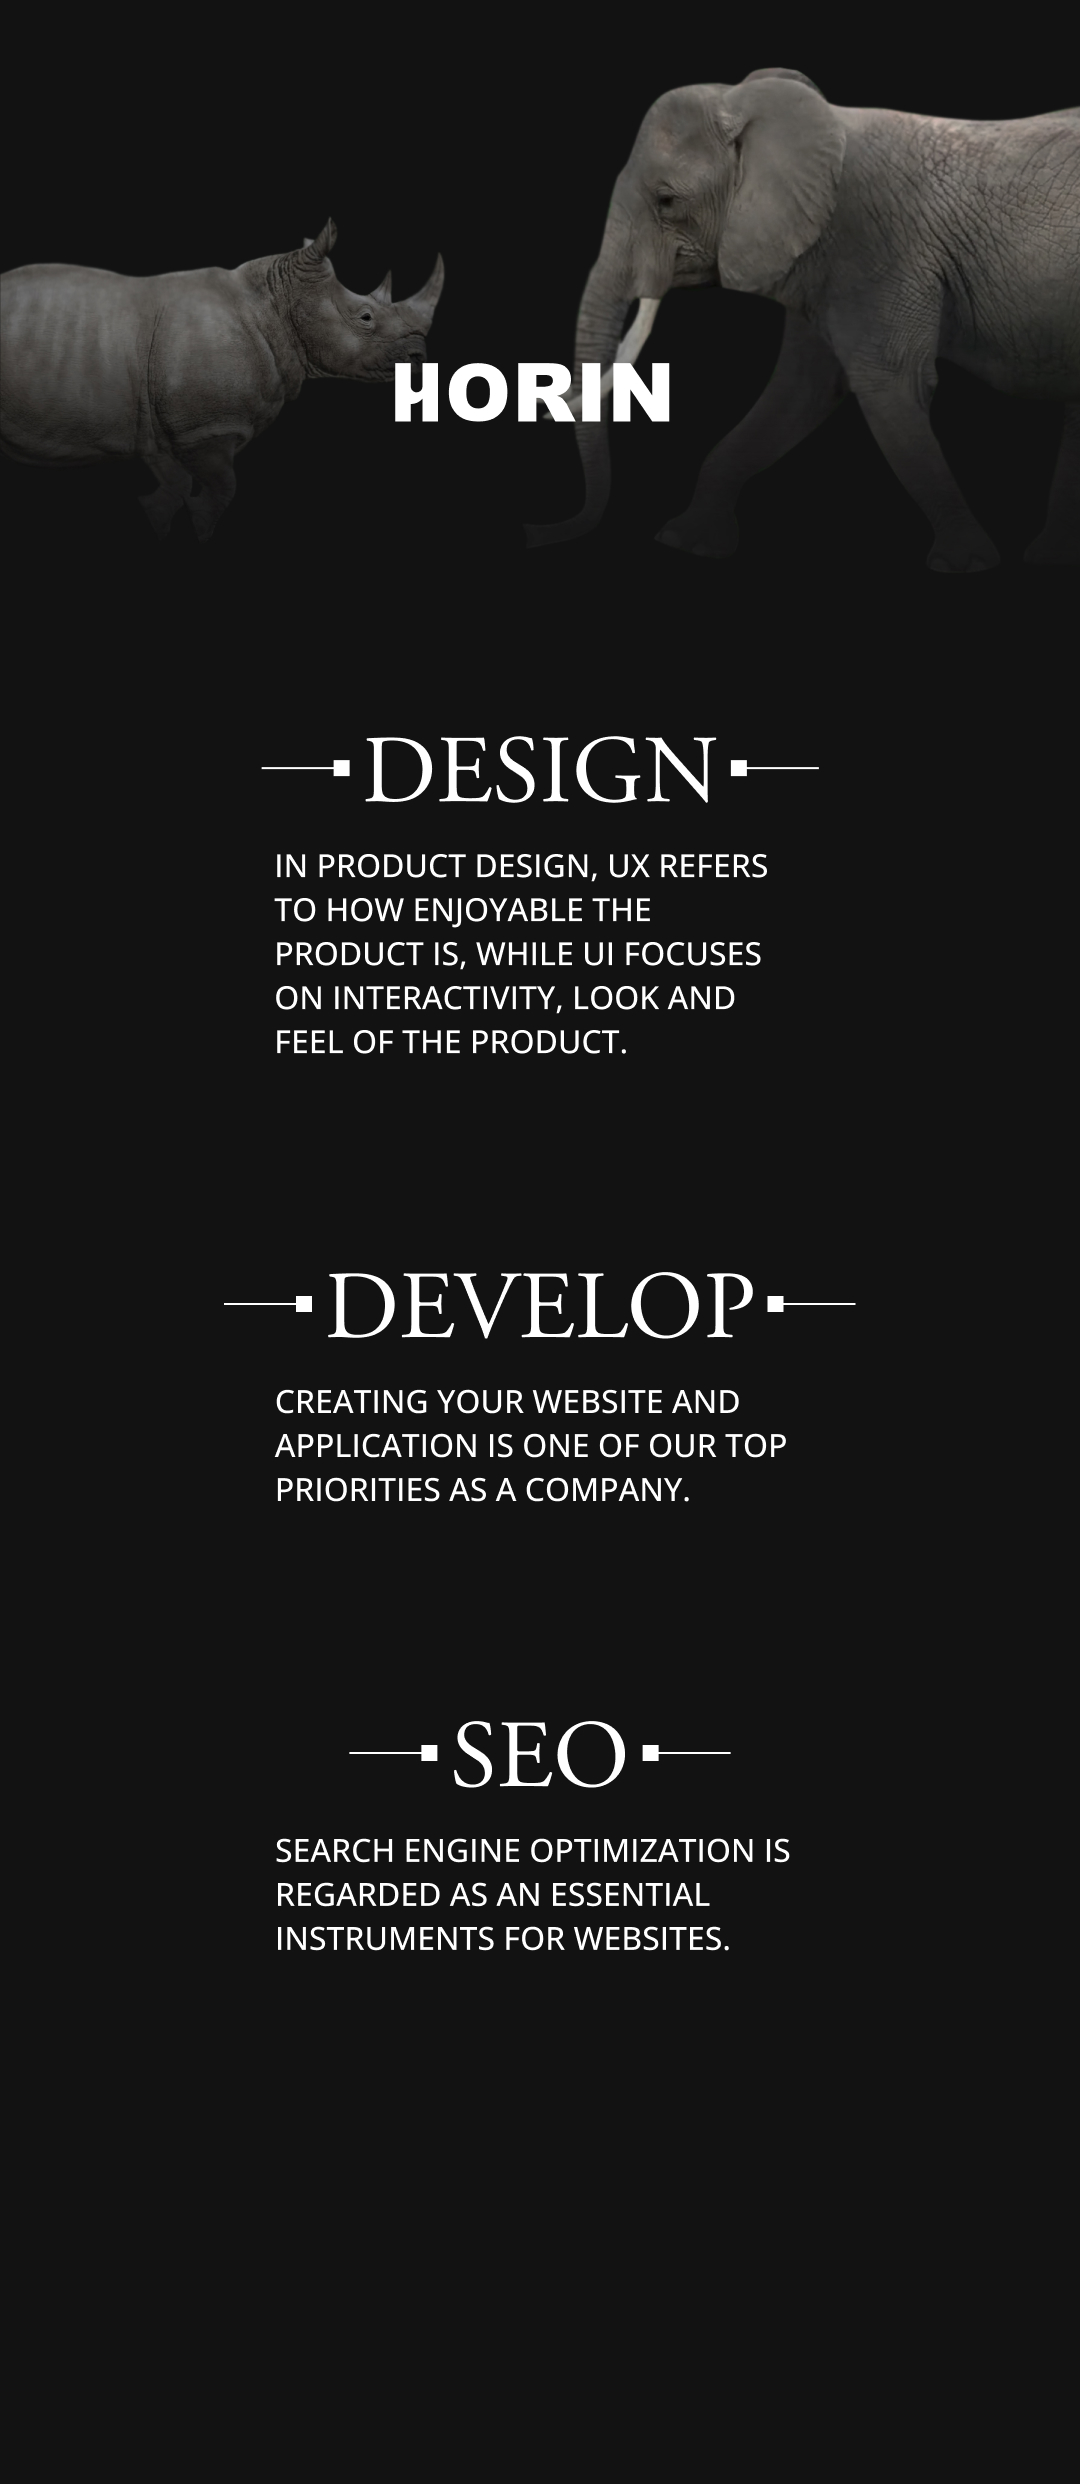 HORIN
DESIGN
IN PRODUCT DESIGN, UX REFERS
TO HOW ENJOYABLE THE
PRODUCT IS, WHILE UI FOCUSES
ON INTERACTIVITY, LOOK AND
FEEL OF THE PRODUCT.
DEVELOP
CREATING YOUR WEBSITE AND
APPLICATION IS ONE OF OUR TOP
PRIORITIES AS A COMPANY.
SEO
SEARCH ENGINE OPTIMIZATION IS
REGARDED AS AN ESSENTIAL
INSTRUMENTS FOR WEBSITES.